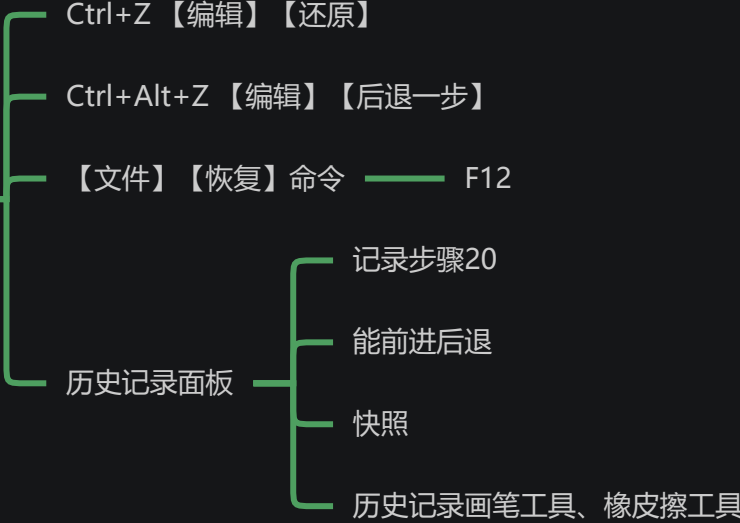 Ctrl+Z 【编辑】【还原】
Ctrl+Alt+Z 【编辑】【后退一步】
【文件】【恢复】命令 F12
记录步骤20
能前进后退
历史记录面板
快照
历史记录画笔工具、橡皮擦工具